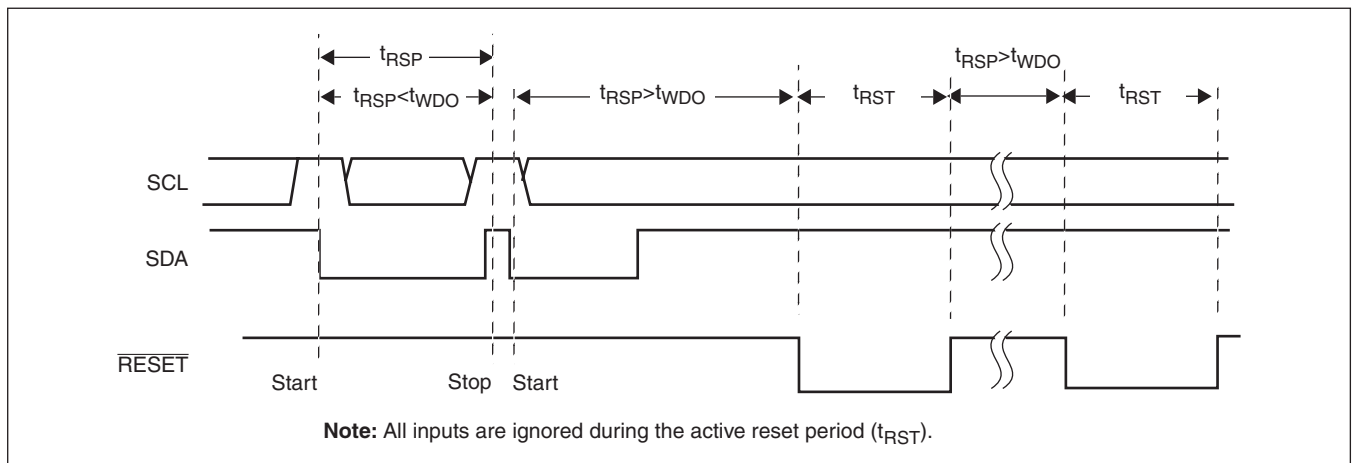 tRSP
tRSP>tWDO
tRSP<tWDO
tRSP>tWDO
tRST
tRST
SCL
SDA
RESET
Start
Stop
Start
Note: All inputs are ignored during the active reset period (tRST).